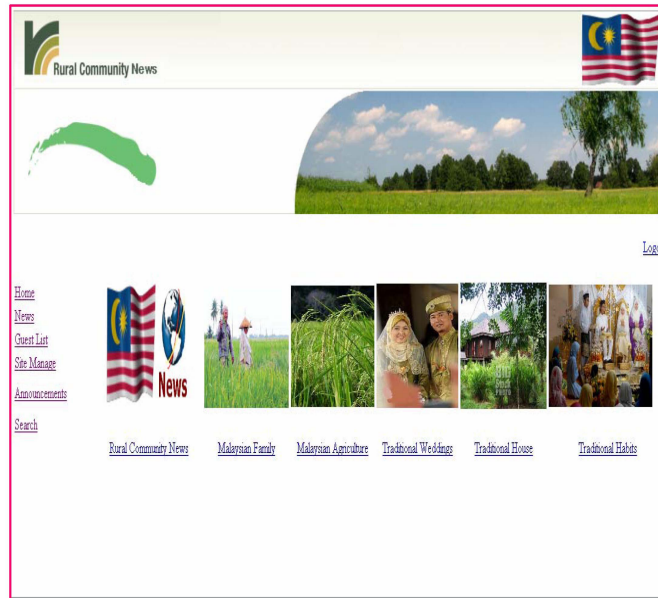 Rural Community News
Home
News
Guest List
Site Manage
Announcements
Search
News
Rural Community News
Malaysian Family
Malaysian Agriculture
Traditional Weddings
Traditional House
Traditional Habits